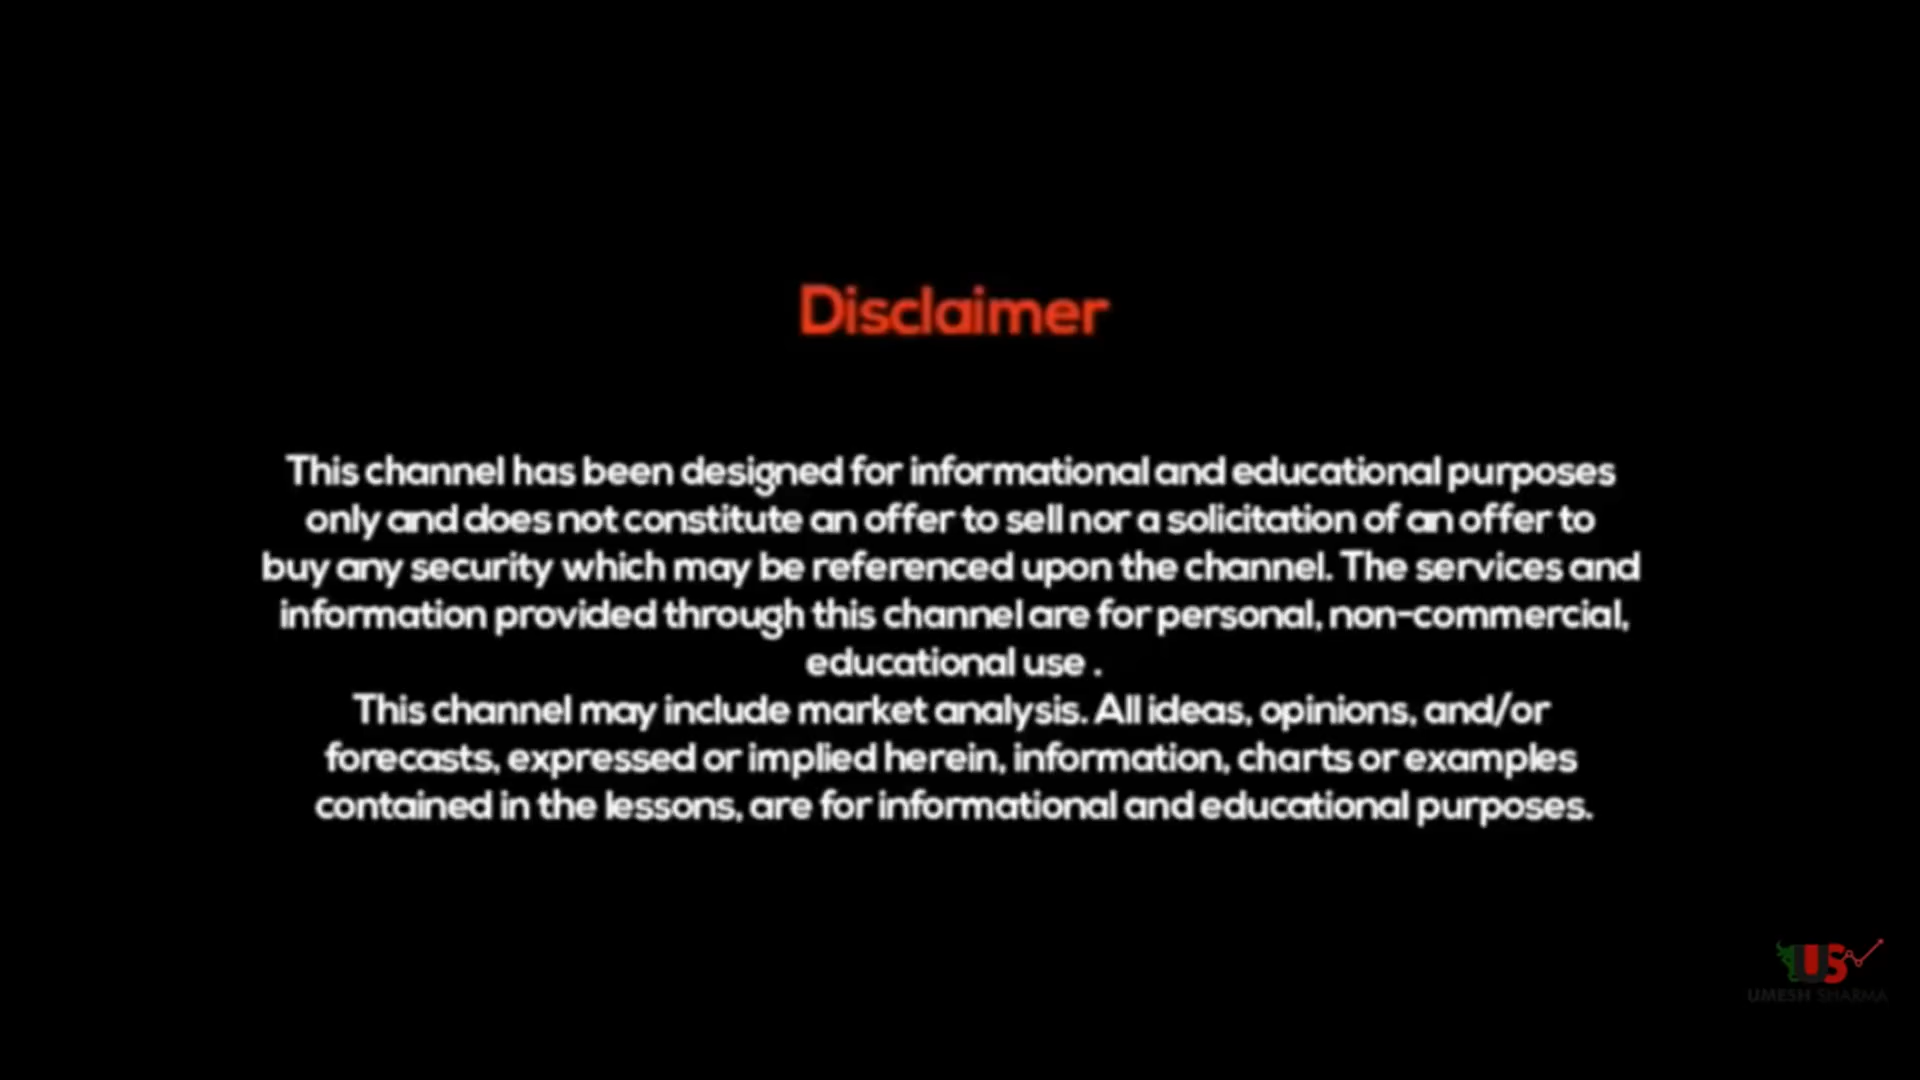 Disclaimer
This channel has been designed for informational and educational purposes
only and does not constitute an offer to sell nor a solicitation of an offer to
buy any security which may be referenced upon the channel. The services and
information provided through this channel are for personal, non-commercial,
educational use .
This channel may include market analysis. All ideas, opinions, and/or
forecasts, expressed or implied herein, information, charts or examples
contained in the lessons, are for informational and educational purposes.
US
UMESH SHARMA